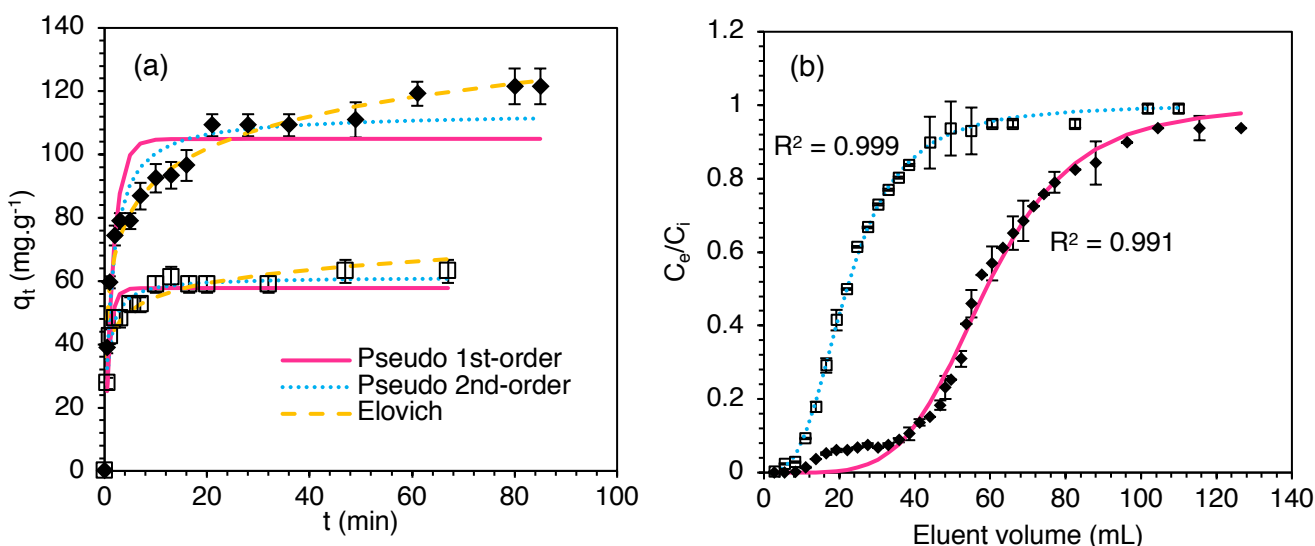 (a)
q_t (mg.g⁻¹)
140
120
100
80
60
40
20
0
Pseudo 1st-order
Pseudo 2nd-order
Elovich
0 20 40 60 80 100
t (min)
(b)
C_e/C_i
1.2
1
0.8
0.6
0.4
0.2
0
R² = 0.999
R² = 0.991
0 20 40 60 80 100 120 140
Eluent volume (mL)